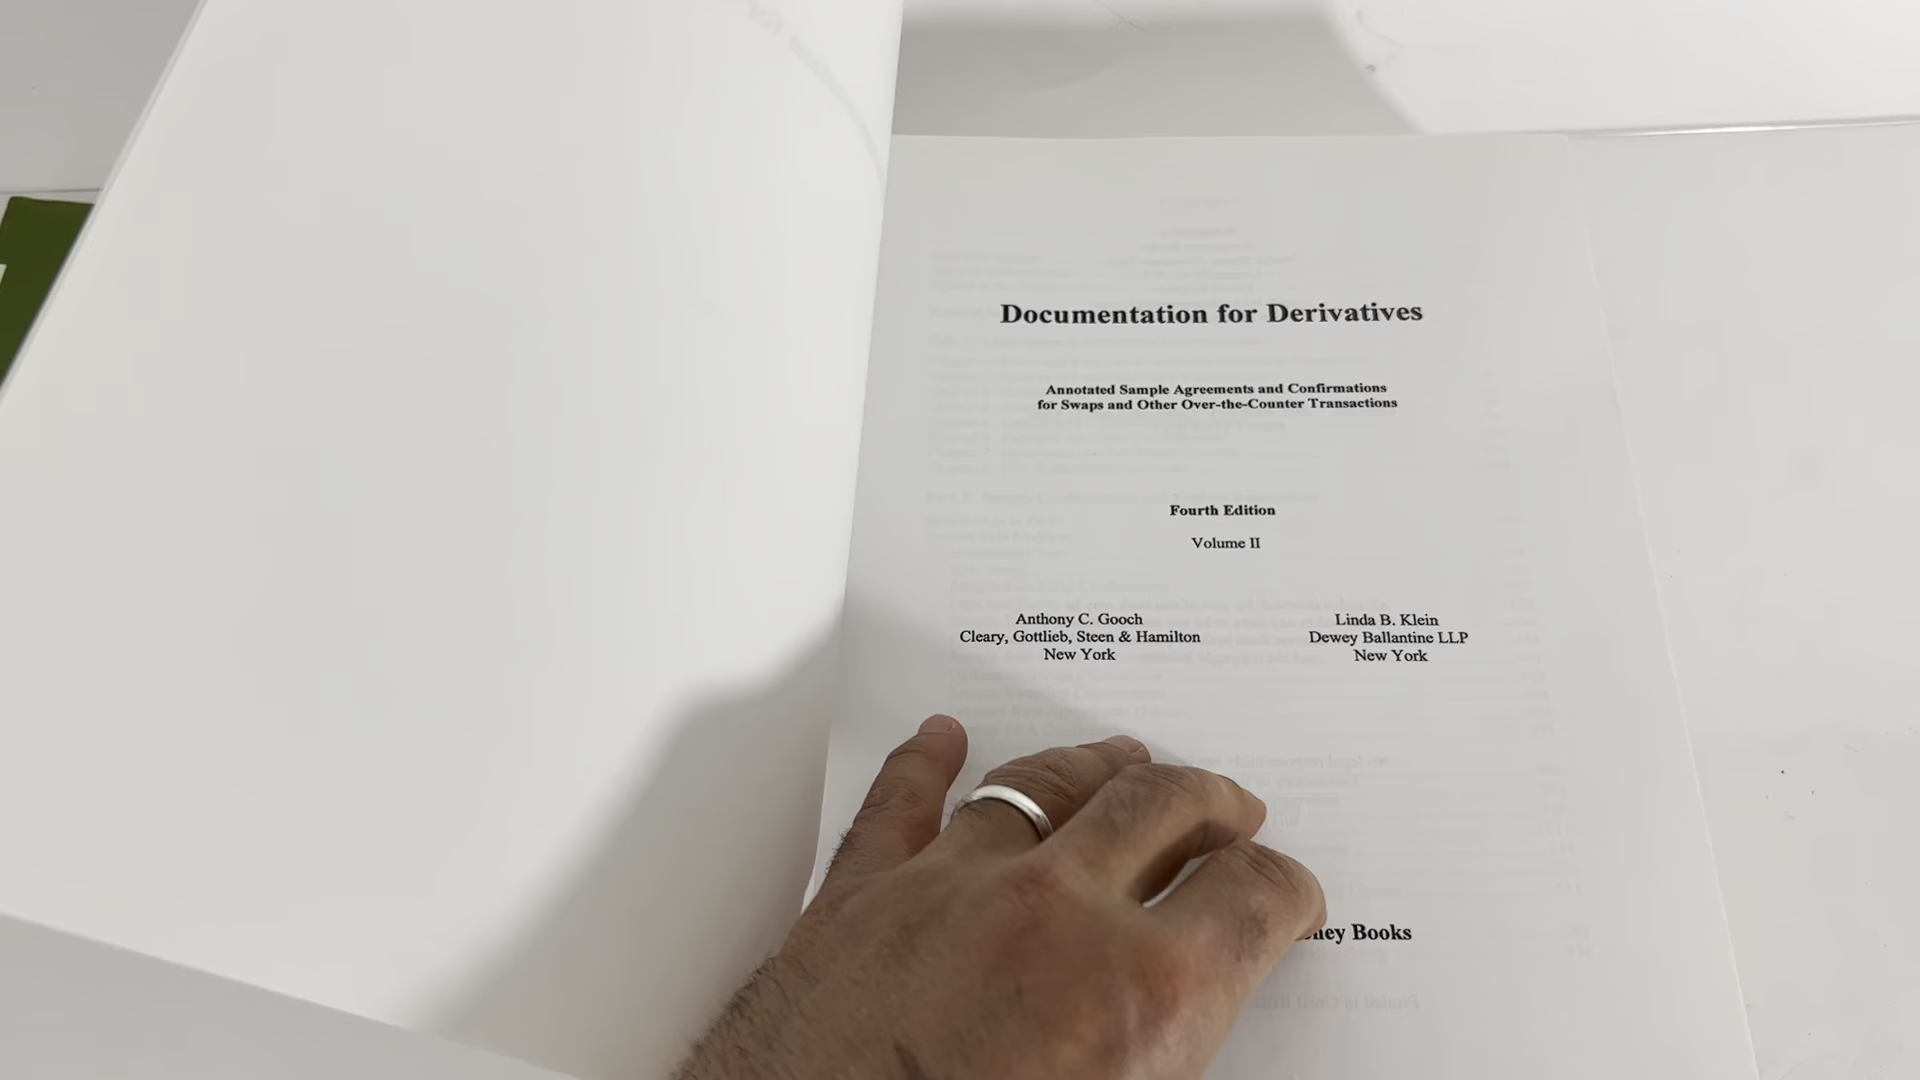 Documentation for Derivatives
Annotated Sample Agreements and Confirmations
for Swaps and Other Over-the-Counter Transactions
Fourth Edition
Volume II
Anthony C. Gooch
Cleary, Gottlieb, Steen & Hamilton
New York
Linda B. Klein
Dewey Ballantine LLP
New York
Books